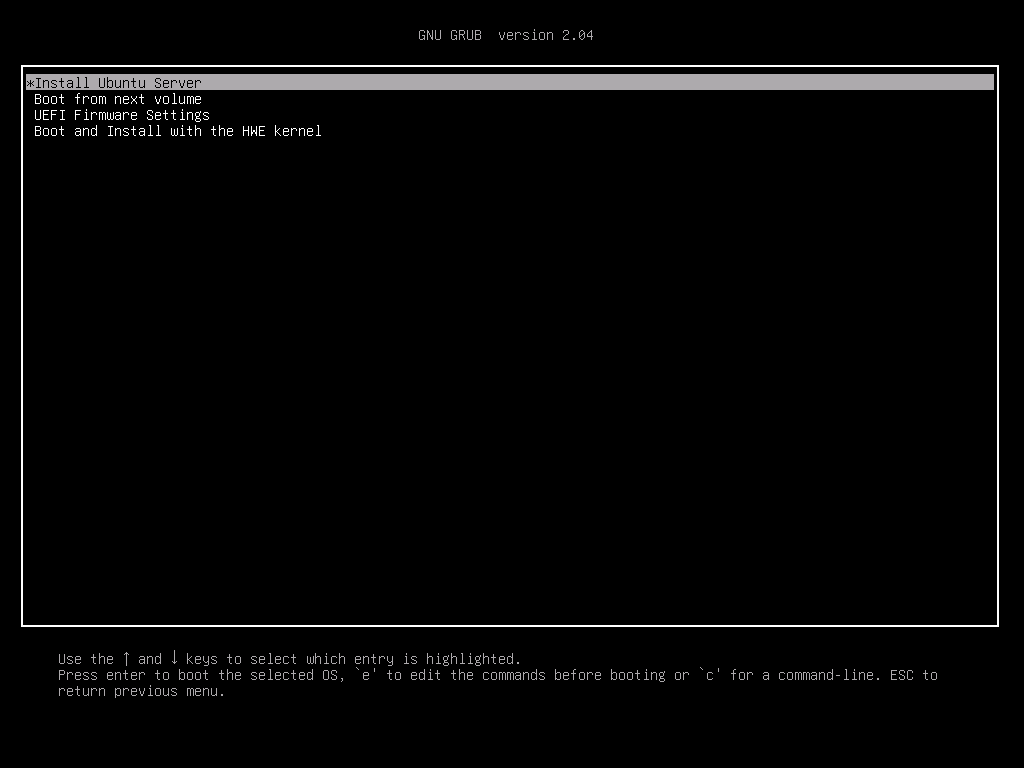 GNU GRUB  version 2.04
*Install Ubuntu Server
Boot from next volume
UEFI Firmware Settings
Boot and Install with the HWE kernel
Use the ↑ and ↓ keys to select which entry is highlighted.
Press enter to boot the selected OS, `e' to edit the commands before booting or `c' for a command-line. ESC to
return previous menu.